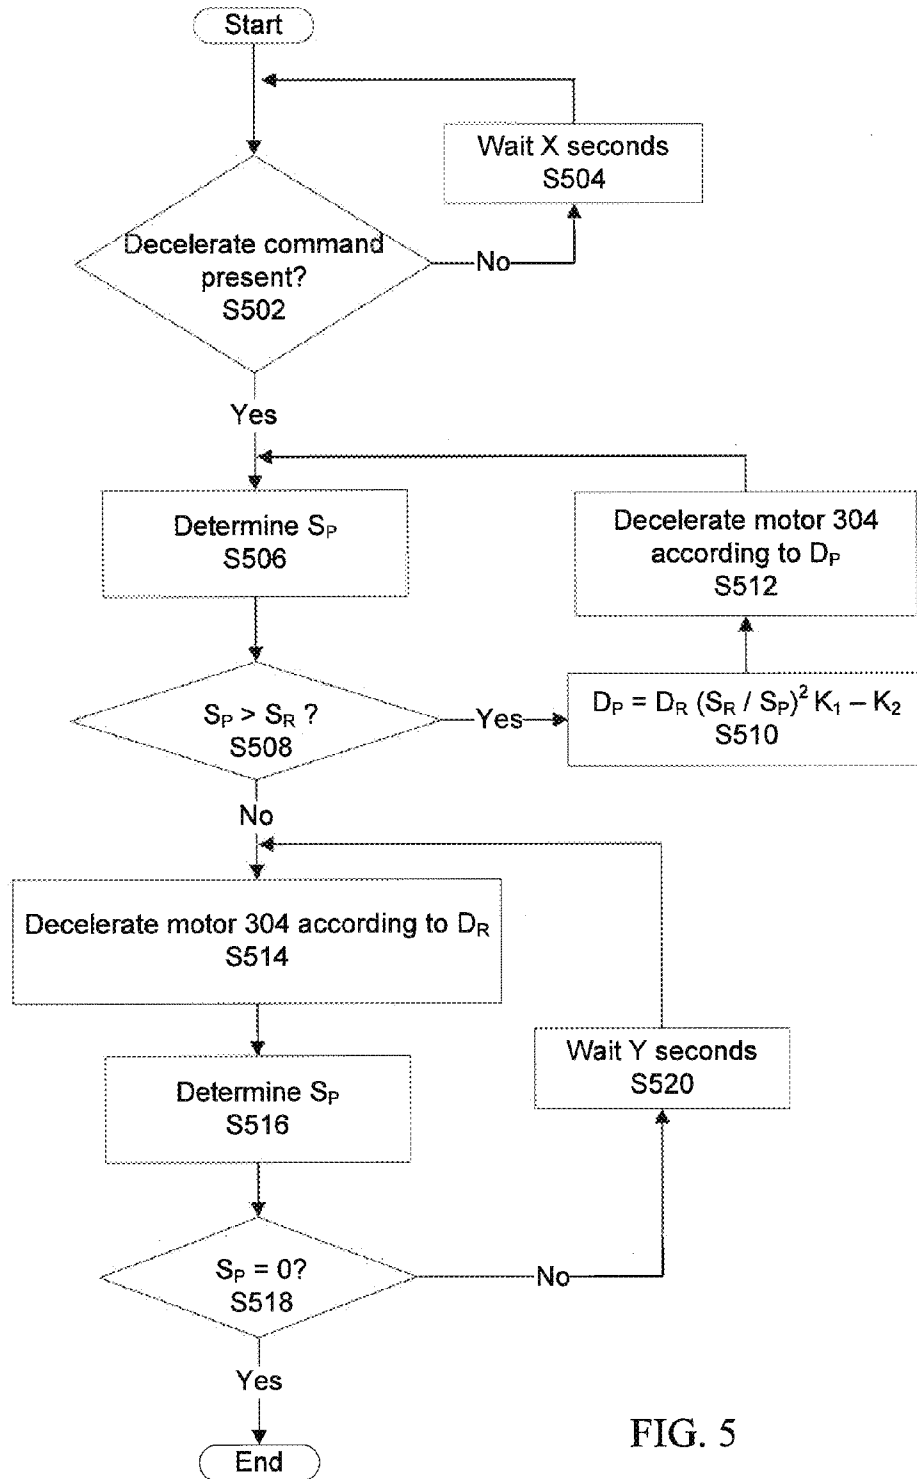 Start
Wait X seconds
S504
Decelerate command
present?
S502
No
Yes
Determine S_P
S506
Decelerate motor 304
according to D_P
S512
S_P > S_R ?
S508
Yes
D_P = D_R (S_R / S_P)² K₁ – K₂
S510
No
Decelerate motor 304 according to D_R
S514
Wait Y seconds
S520
Determine S_P
S516
S_P = 0?
S518
No
Yes
End
FIG. 5